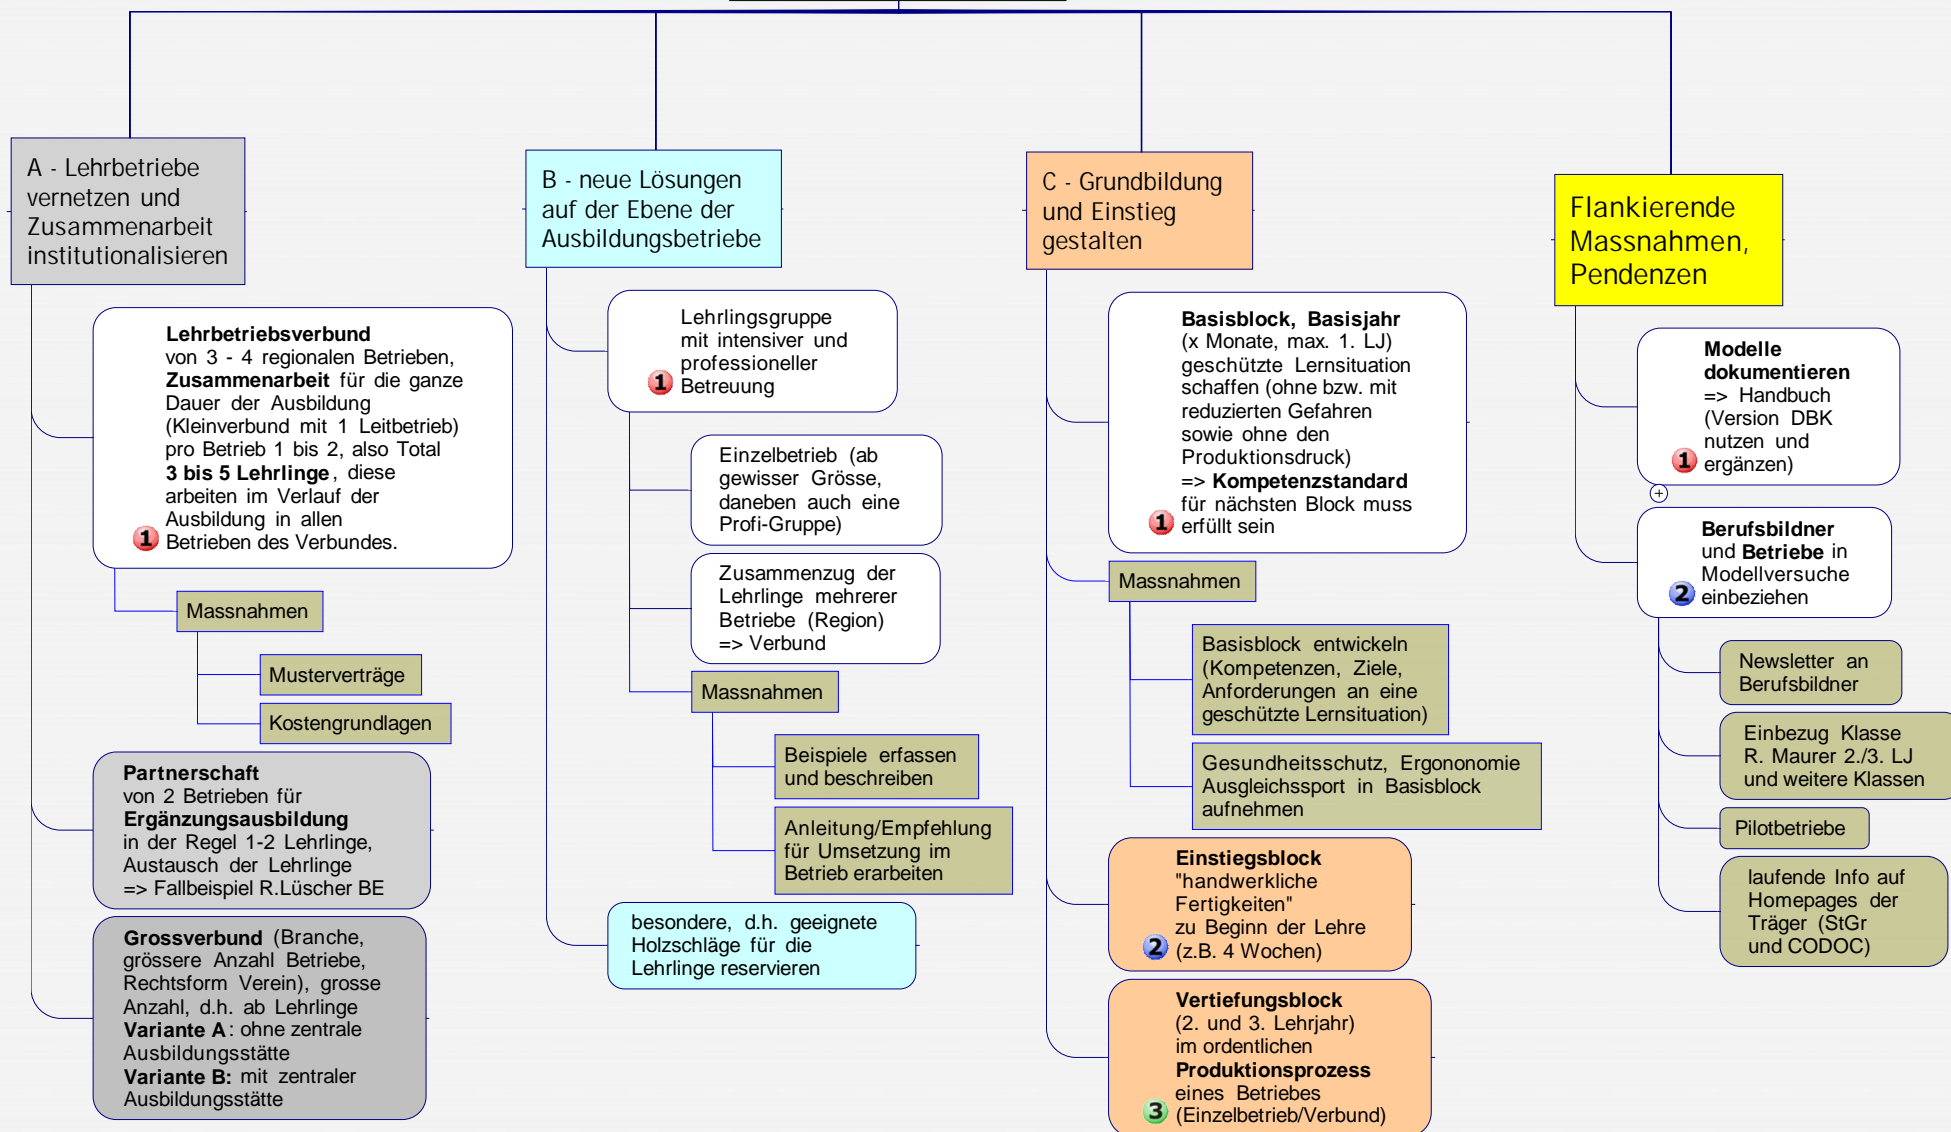 A - Lehrbetriebe
vernetzen und
Zusammenarbeit
institutionalisieren
Lehrbetriebsverbund
von 3 - 4 regionalen Betrieben,
Zusammenarbeit für die ganze
Dauer der Ausbildung
(Kleinverbund mit 1 Leitbetrieb)
pro Betrieb 1 bis 2, also Total
3 bis 5 Lehrlinge, diese
arbeiten im Verlauf der
Ausbildung in allen
1 Betrieben des Verbundes.
Massnahmen
Musterverträge
Kostengrundlagen
Partnerschaft
von 2 Betrieben für
Ergänzungsausbildung
in der Regel 1-2 Lehrlinge,
Austausch der Lehrlinge
=> Fallbeispiel R.Lüscher BE
Grossverbund (Branche,
grössere Anzahl Betriebe,
Rechtsform Verein), grosse
Anzahl, d.h. ab Lehrlinge
Variante A: ohne zentrale
Ausbildungsstätte
Variante B: mit zentraler
Ausbildungsstätte
B - neue Lösungen
auf der Ebene der
Ausbildungsbetriebe
Lehrlingsgruppe
mit intensiver und
professioneller
1 Betreuung
Einzelbetrieb (ab
gewisser Grösse,
daneben auch eine
Profi-Gruppe)
Zusammenzug der
Lehrlinge mehrerer
Betriebe (Region)
=> Verbund
Massnahmen
Beispiele erfassen
und beschreiben
Anleitung/Empfehlung
für Umsetzung im
Betrieb erarbeiten
besondere, d.h. geeignete
Holzschläge für die
Lehrlinge reservieren
C - Grundbildung
und Einstieg
gestalten
Basisblock, Basisjahr
(x Monate, max. 1. LJ)
geschützte Lernsituation
schaffen (ohne bzw. mit
reduzierten Gefahren
sowie ohne den
Produktionsdruck)
=> Kompetenzstandard
für nächsten Block muss
1 erfüllt sein
Massnahmen
Basisblock entwickeln
(Kompetenzen, Ziele,
Anforderungen an eine
geschützte Lernsituation)
Gesundheitsschutz, Ergononomie
Ausgleichssport in Basisblock
aufnehmen
Einstiegsblock
"handwerkliche
Fertigkeiten"
zu Beginn der Lehre
2 (z.B. 4 Wochen)
Vertiefungsblock
(2. und 3. Lehrjahr)
im ordentlichen
Produktionsprozess
eines Betriebes
3 (Einzelbetrieb/Verbund)
Flankierende
Massnahmen,
Pendenzen
Modelle
dokumentieren
=> Handbuch
(Version DBK
nutzen und
1 ergänzen)
+
Berufsbildner
und Betriebe in
Modellversuche
2 einbeziehen
Newsletter an
Berufsbildner
Einbezug Klasse
R. Maurer 2./3. LJ
und weitere Klassen
Pilotbetriebe
laufende Info auf
Homepages der
Träger (StGr
und CODOC)